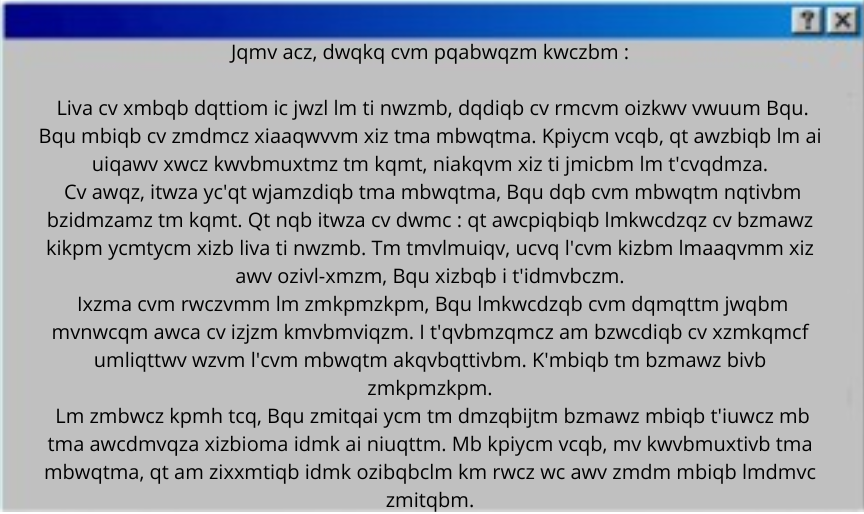 Jqmv acz, dwqkq cvm pqabwqzm kwczbm :
Liva cv xmbqb dqttiom ic jwzl lm ti nwzmb, dqdiqb cv rmcvm oizkwv vwuum Bqu.
Bqu mbiqb cv zmdmcz xiaaqwvvm xiz tma mbwqtma. Kpiycm vcqb, qt awzbiqb lm ai
uiqawv xwcz kwvbmuxtmz tm kqmt, niakqvm xiz ti jmicbm lm t'cvqdmza.
Cv awqz, itwza yc'qt wjamzdiqb tma mbwqtma, Bqu dqb cvm mbwqtm nqtivbm
bzidmzamz tm kqmt. Qt nqb itwza cv dwmc : qt awcpiqbiqb lmkwcdzqz cv bzmawz
kikpm ycmtycm xizb liva ti nwzmb. Tm tmvlmuiqv, ucvq l'cvm kizbm lmaaqvmm xiz
awv ozivl-xmzm, Bqu xizbqb i t'idmvbczm.
Ixzma cvm rwczvmm lm zmkpmzkpm, Bqu lmkwcdzqb cvm dqmqttm jwqbm
mvnwcqm awca cv izjzm kmvbmviqzm. I t'qvbmzqmcz am bzwcdiqb cv xzmkqmcf
umliqttwv wzvm l'cvm mbwqtm akqvbqttivbm. K'mbiqb tm bzmawz bivb
zmkpmzkpm.
Lm zmbwcz kpmh tcq, Bqu zmitqai ycm tm dmzqbijtm bzmawz mbiqb t'iuwcz mb
tma awcdmvqza xizbioma idmk ai niuqttm. Mb kpiycm vcqb, mv kwvbmuxtivb tma
mbwqtma, qt am zixxmtiqb idmk ozibqbclm km rwcz wc awv zmdm mbiqb lmdmvc
zmitqbm.